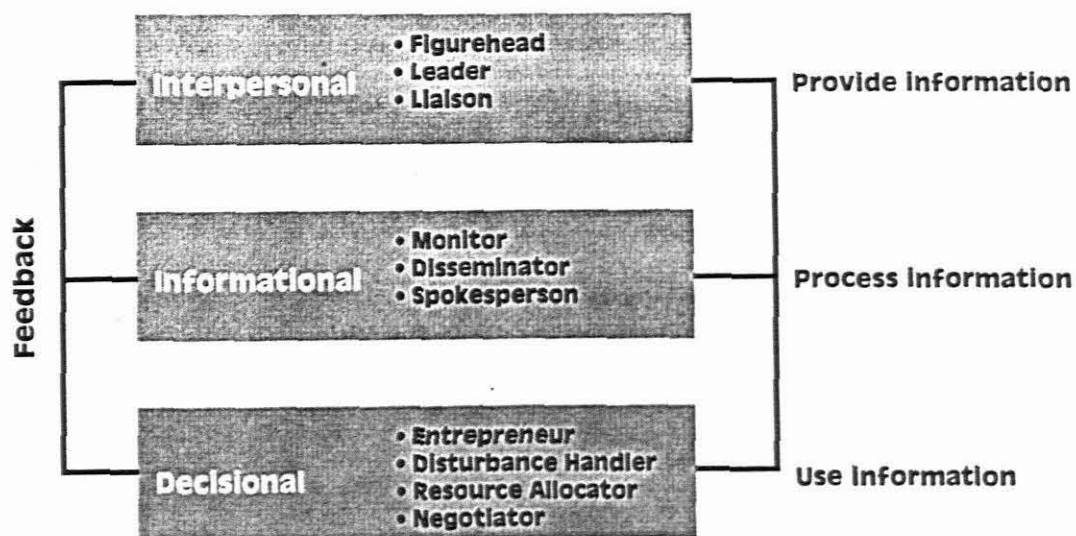 Feedback
Interpersonal
• Figurehead
• Leader
• Liaison
Provide information
Informational
• Monitor
• Disseminator
• Spokesperson
Process information
Decisional
• Entrepreneur
• Disturbance Handler
• Resource Allocator
• Negotiator
Use information